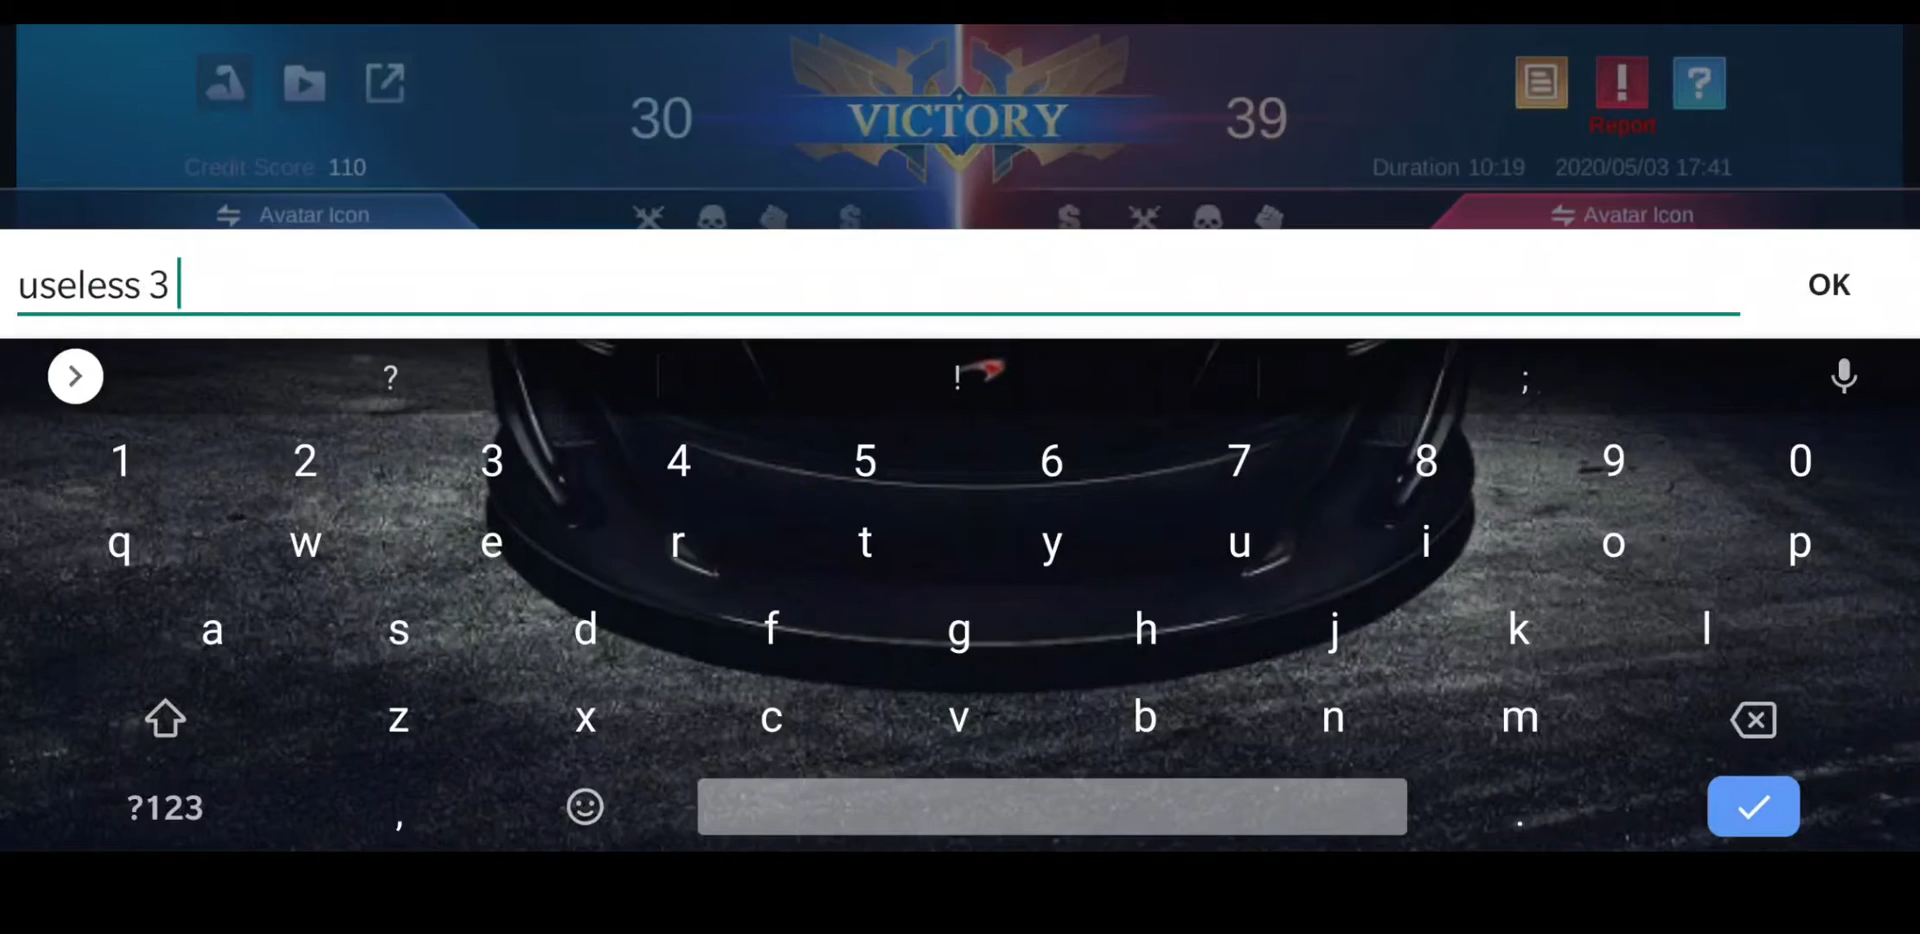 30 VICTORY 39
Report
Credit Score 110
Duration 10:19 2020/05/03 17:41
Avatar Icon
Avatar Icon
useless 3
OK
? ! ;
1 2 3 4 5 6 7 8 9 0
q w e r t y u i o p
a s d f g h j k l
z x c v b n m
?123 , .